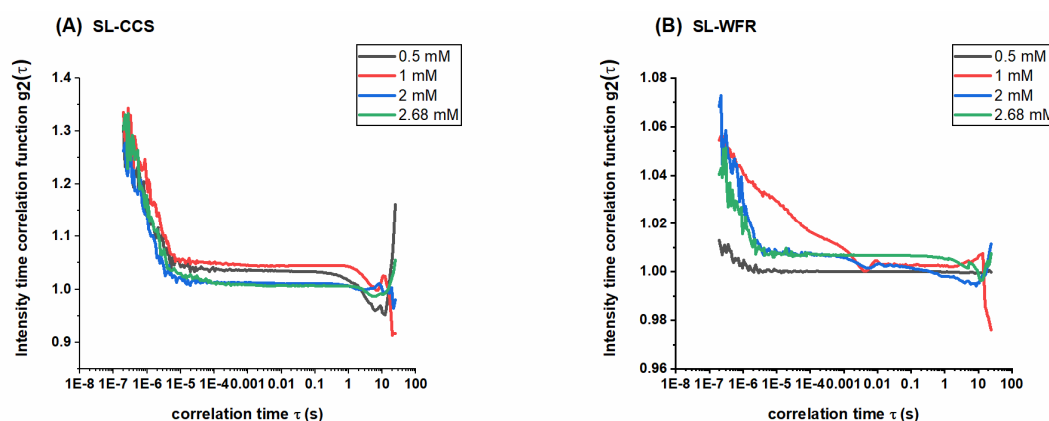 (A) SL-CCS
0.5 mM
1 mM
2 mM
2.68 mM
Intensity time correlation function g2(τ)
1.4
1.3
1.2
1.1
1.0
0.9
1E-8 1E-7 1E-6 1E-5 1E-40.001 0.01 0.1 1 10 100
correlation time τ (s)
(B) SL-WFR
0.5 mM
1 mM
2 mM
2.68 mM
Intensity time correlation function g2(τ)
1.08
1.06
1.04
1.02
1.00
0.98
0.96
1E-8 1E-7 1E-6 1E-5 1E-40.001 0.01 0.1 1 10 100
correlation time τ (s)